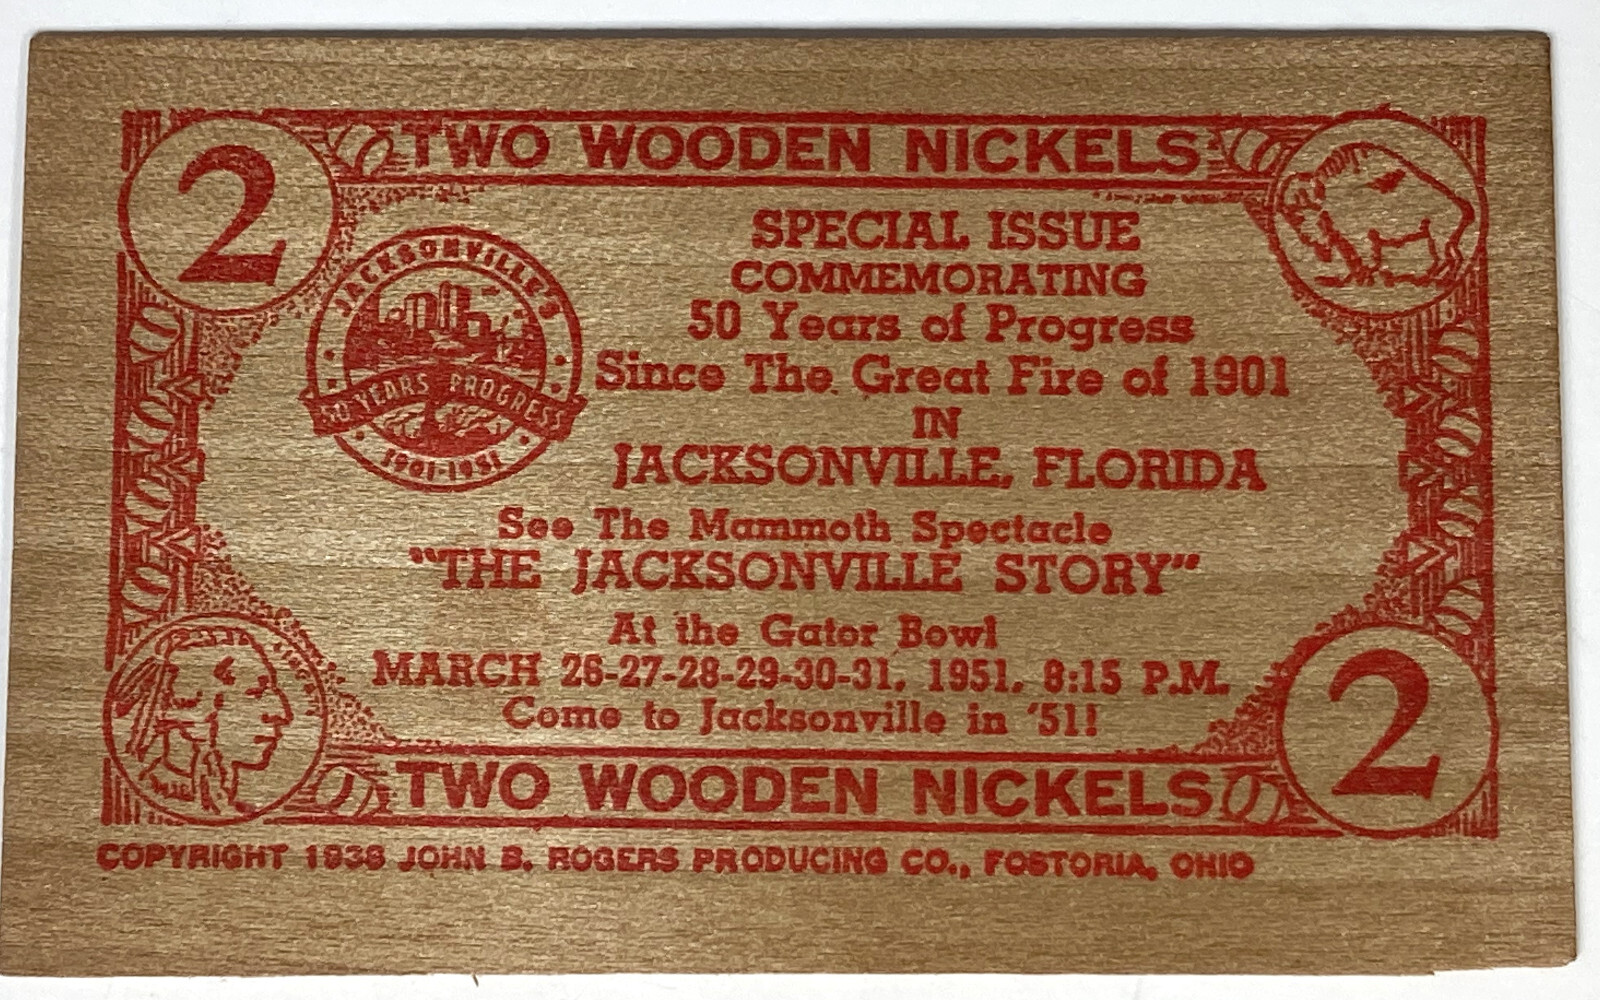 TWO WOODEN NICKELS
2
SPECIAL ISSUE
COMMEMORATING
50 Years of Progress
Since The Great Fire of 1901
IN
JACKSONVILLE, FLORIDA
JACKSONVILLE'S
50 YEARS PROGRESS
1901-1951
See The Mammoth Spectacle
"THE JACKSONVILLE STORY"
At the Gator Bowl
MARCH 26-27-28-29-30-31, 1951, 8:15 P.M.
Come to Jacksonville in '51!
2
TWO WOODEN NICKELS
COPYRIGHT 1938 JOHN B. ROGERS PRODUCING CO., FOSTORIA, OHIO